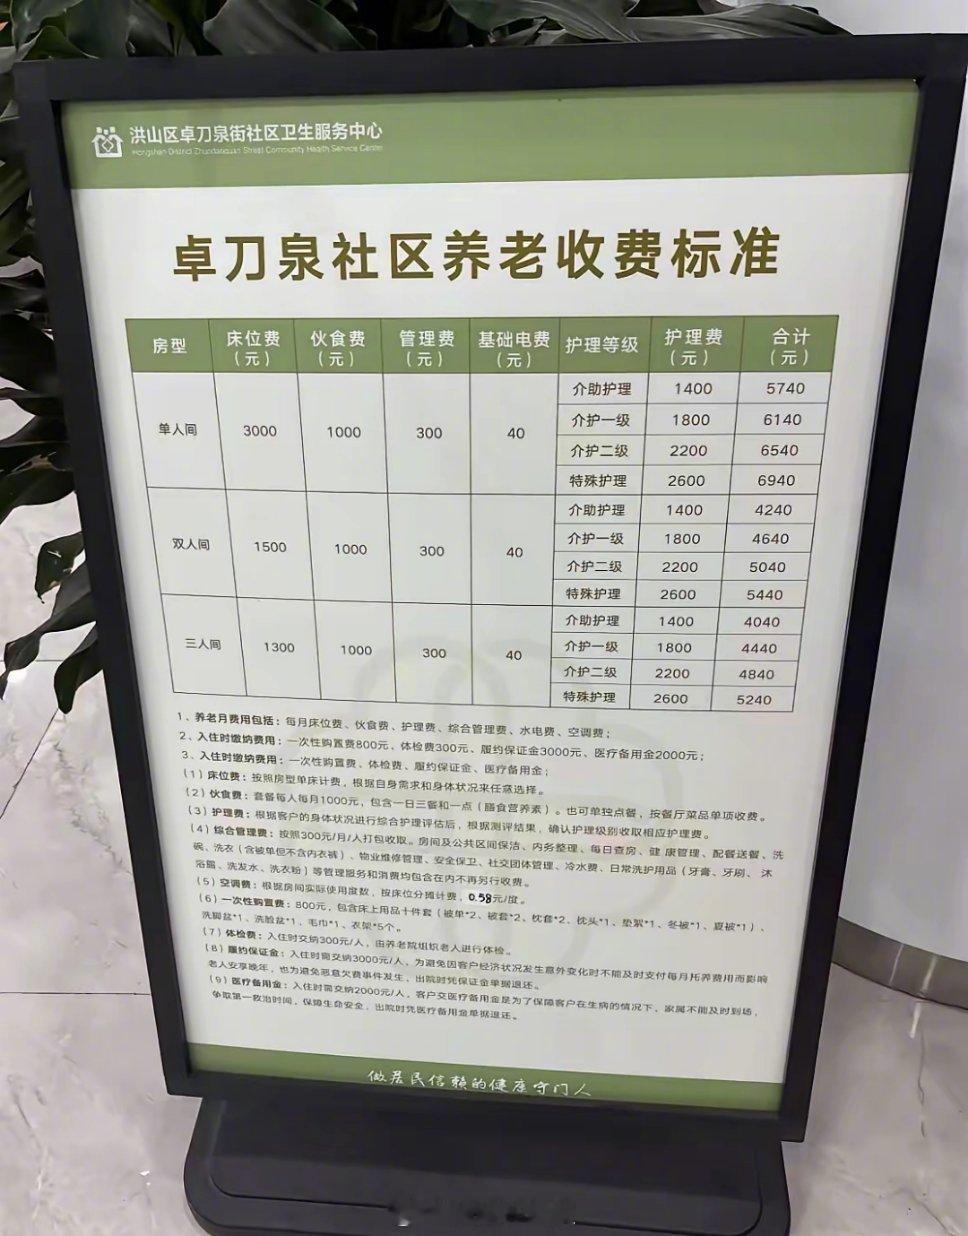 洪山区卓刀泉街社区卫生服务中心
Hongshan District Zhuodaoquan Street Community Health Service Center
卓刀泉社区养老收费标准
房型 床位费（元） 伙食费（元） 管理费（元） 基础电费（元） 护理等级 护理费（元） 合计（元）
单人间 3000 1000 300 40 介助护理 1400 5740
介护一级 1800 6140
介护二级 2200 6540
特殊护理 2600 6940
双人间 1500 1000 300 40 介助护理 1400 4240
介护一级 1800 4640
介护二级 2200 5040
特殊护理 2600 5440
三人间 1300 1000 300 40 介助护理 1400 4040
介护一级 1800 4440
介护二级 2200 4840
特殊护理 2600 5240
1、养老月费用包括：每月床位费、伙食费、护理费、综合管理费、水电费、空调费；
2、入住时缴纳费用：一次性购置费800元、体检费300元、履约保证金3000元、医疗备用金2000元；
3、入住时缴纳费用：一次性购置费、体检费、履约保证金、医疗备用金；
（1）床位费：按照房型单床计费，根据自身需求和身体状况来任意选择。
（2）伙食费：套餐每人每月1000元，包含一日三餐和一点（膳食营养素）。也可单独点餐，按餐厅菜品单项收费。
（3）护理费：根据客户的身体状况进行综合护理评估后，根据测评结果，确认护理级别收取相应护理费。
（4）综合管理费：按照300元/月/人打包收取。房间及公共区间保洁、内务整理、每日查房、健 康管理、配餐送餐、洗
碗、洗衣（含被单但不含内衣裤）、物业维修管理、安全保卫、社交团体管理、冷水费、日常洗护用品（牙膏、牙刷、 沐
浴露、洗发水、洗衣粉）等管理服务和消费均包含在内不再另行收费。
（5）空调费：根据房间实际使用度数，按床位分摊计费，0.58元/度。
（6）一次性购置费：800元，包含床上用品十件套（被单*2、被套*2、枕套*2、枕头*1、垫絮*1、冬被*1、夏被*1）、
洗脚盆*1、洗脸盆*1、毛巾*1、衣架*5个。
（7）体检费：入住时交纳300元/人，由养老院组织老人进行体检。
（8）履约保证金：入住时需交纳3000元/人，为避免因客户经济状况发生意外变化时不能及时支付每月托养费用而影响
老人安享晚年，也为避免恶意欠费事件发生，出院时凭保证金单据退还。
（9）医疗备用金：入住时需交纳2000元/人，客户交医疗备用金是为了保障客户在生病的情况下、家属不能及时到场，
争取第一救治时间，保障生命安全，出院时凭医疗备用金单据退还。
做居民信赖的健康守门人